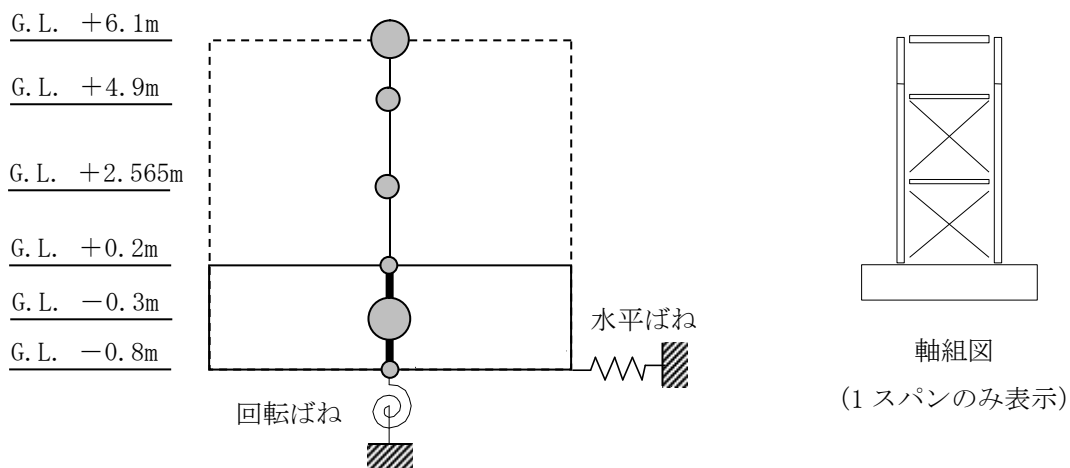 G.L. +6.1m
G.L. +4.9m
G.L. +2.565m
G.L. +0.2m
G.L. −0.3m
G.L. −0.8m
水平ばね
回転ばね
軸組図
(1 スパンのみ表示)